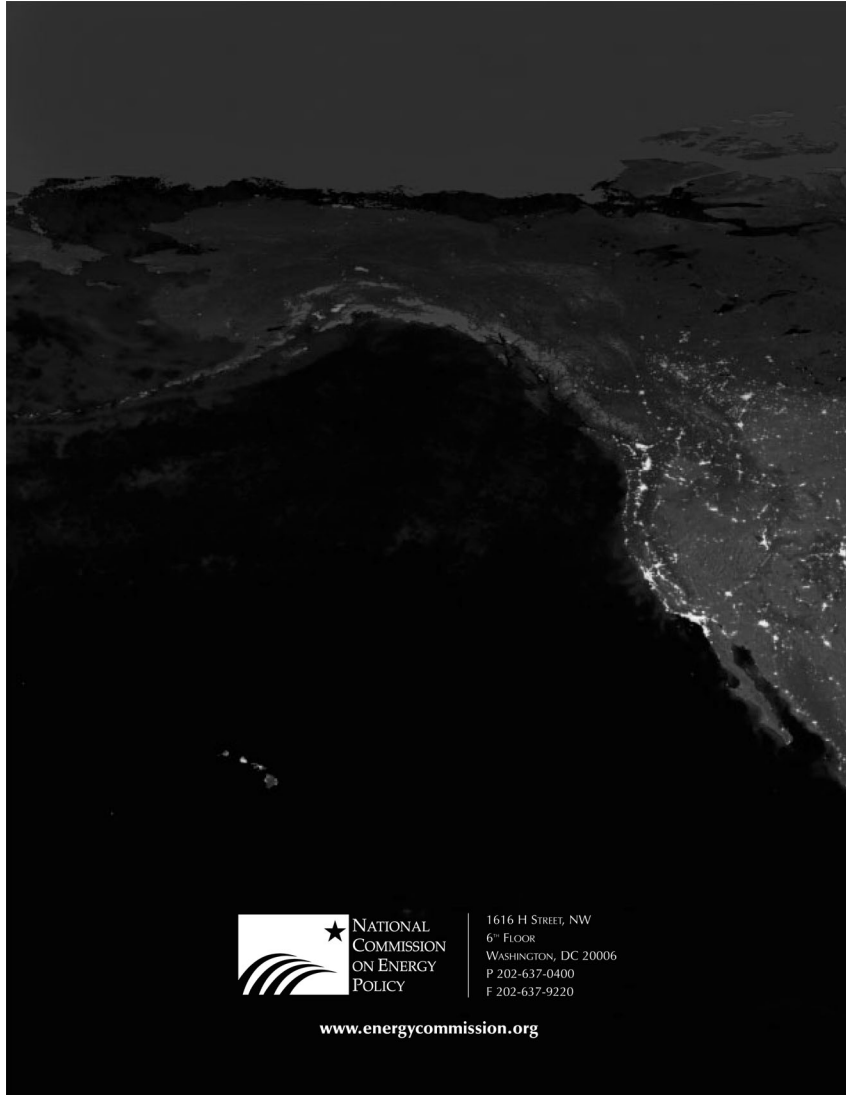 NATIONAL
COMMISSION
ON ENERGY
POLICY
1616 H STREET, NW
6TH FLOOR
WASHINGTON, DC 20006
P 202-637-0400
F 202-637-9220
www.energycommission.org